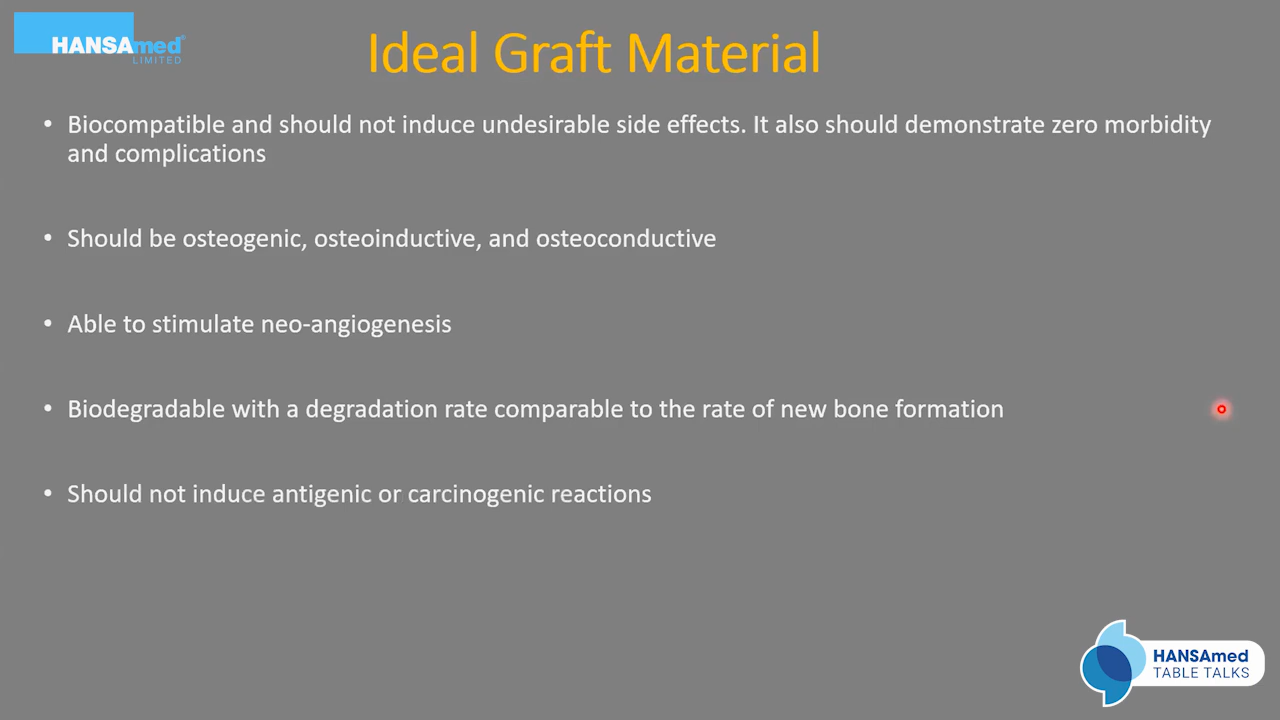 HANSAmed®
LIMITED
Ideal Graft Material
• Biocompatible and should not induce undesirable side effects. It also should demonstrate zero morbidity
and complications
• Should be osteogenic, osteoinductive, and osteoconductive
• Able to stimulate neo-angiogenesis
• Biodegradable with a degradation rate comparable to the rate of new bone formation
• Should not induce antigenic or carcinogenic reactions
HANSAmed
TABLE TALKS